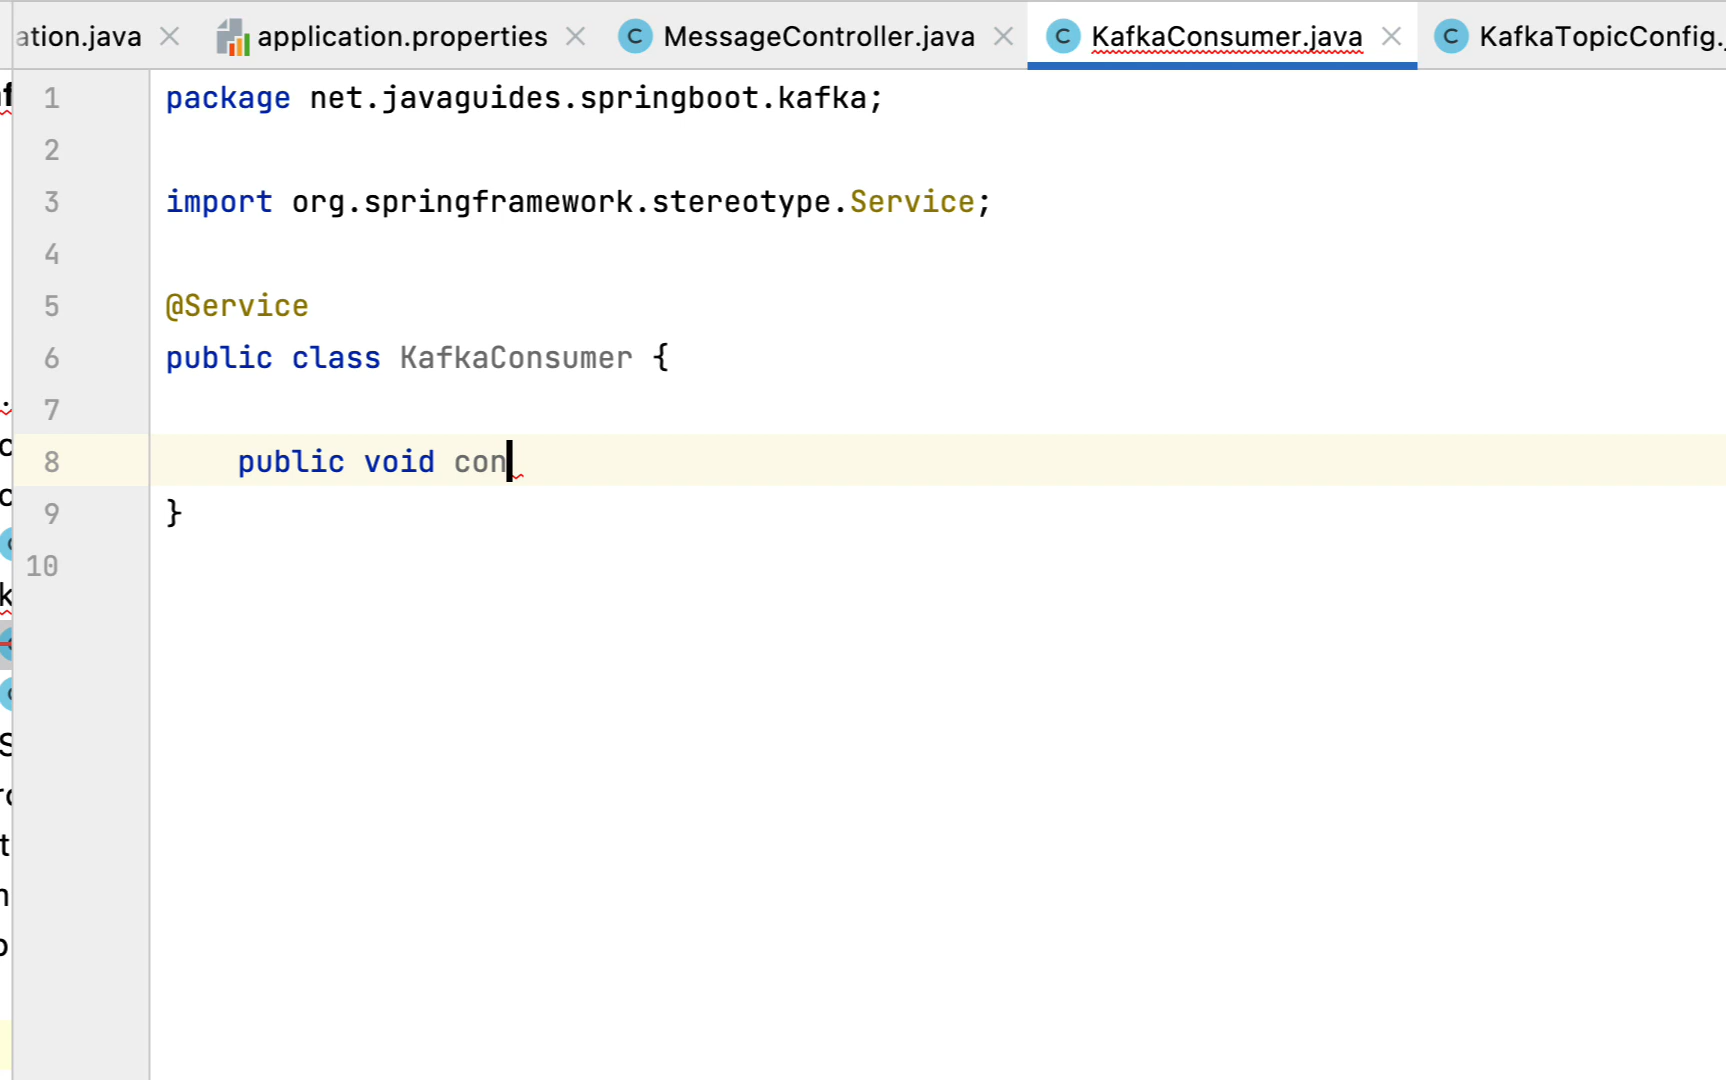 ation.java application.properties MessageController.java KafkaConsumer.java KafkaTopicConfig.
1 package net.javaguides.springboot.kafka;
2
3 import org.springframework.stereotype.Service;
4
5 @Service
6 public class KafkaConsumer {
7
8 public void con
9 }
10